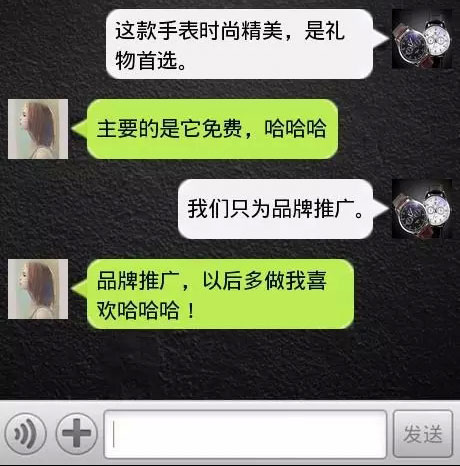 这款手表时尚精美，是礼
物首选。
主要的是它免费，哈哈哈
我们只为品牌推广。
品牌推广，以后多做我喜
欢哈哈哈！
发送